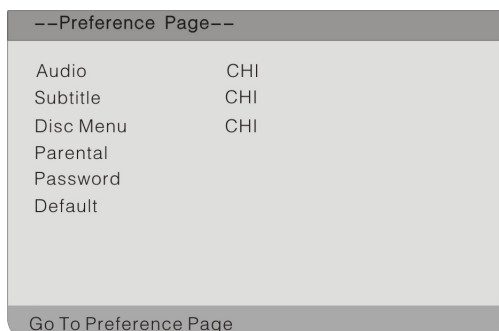 --Preference Page--
Audio CHI
Subtitle CHI
Disc Menu CHI
Parental
Password
Default
Go To Preference Page